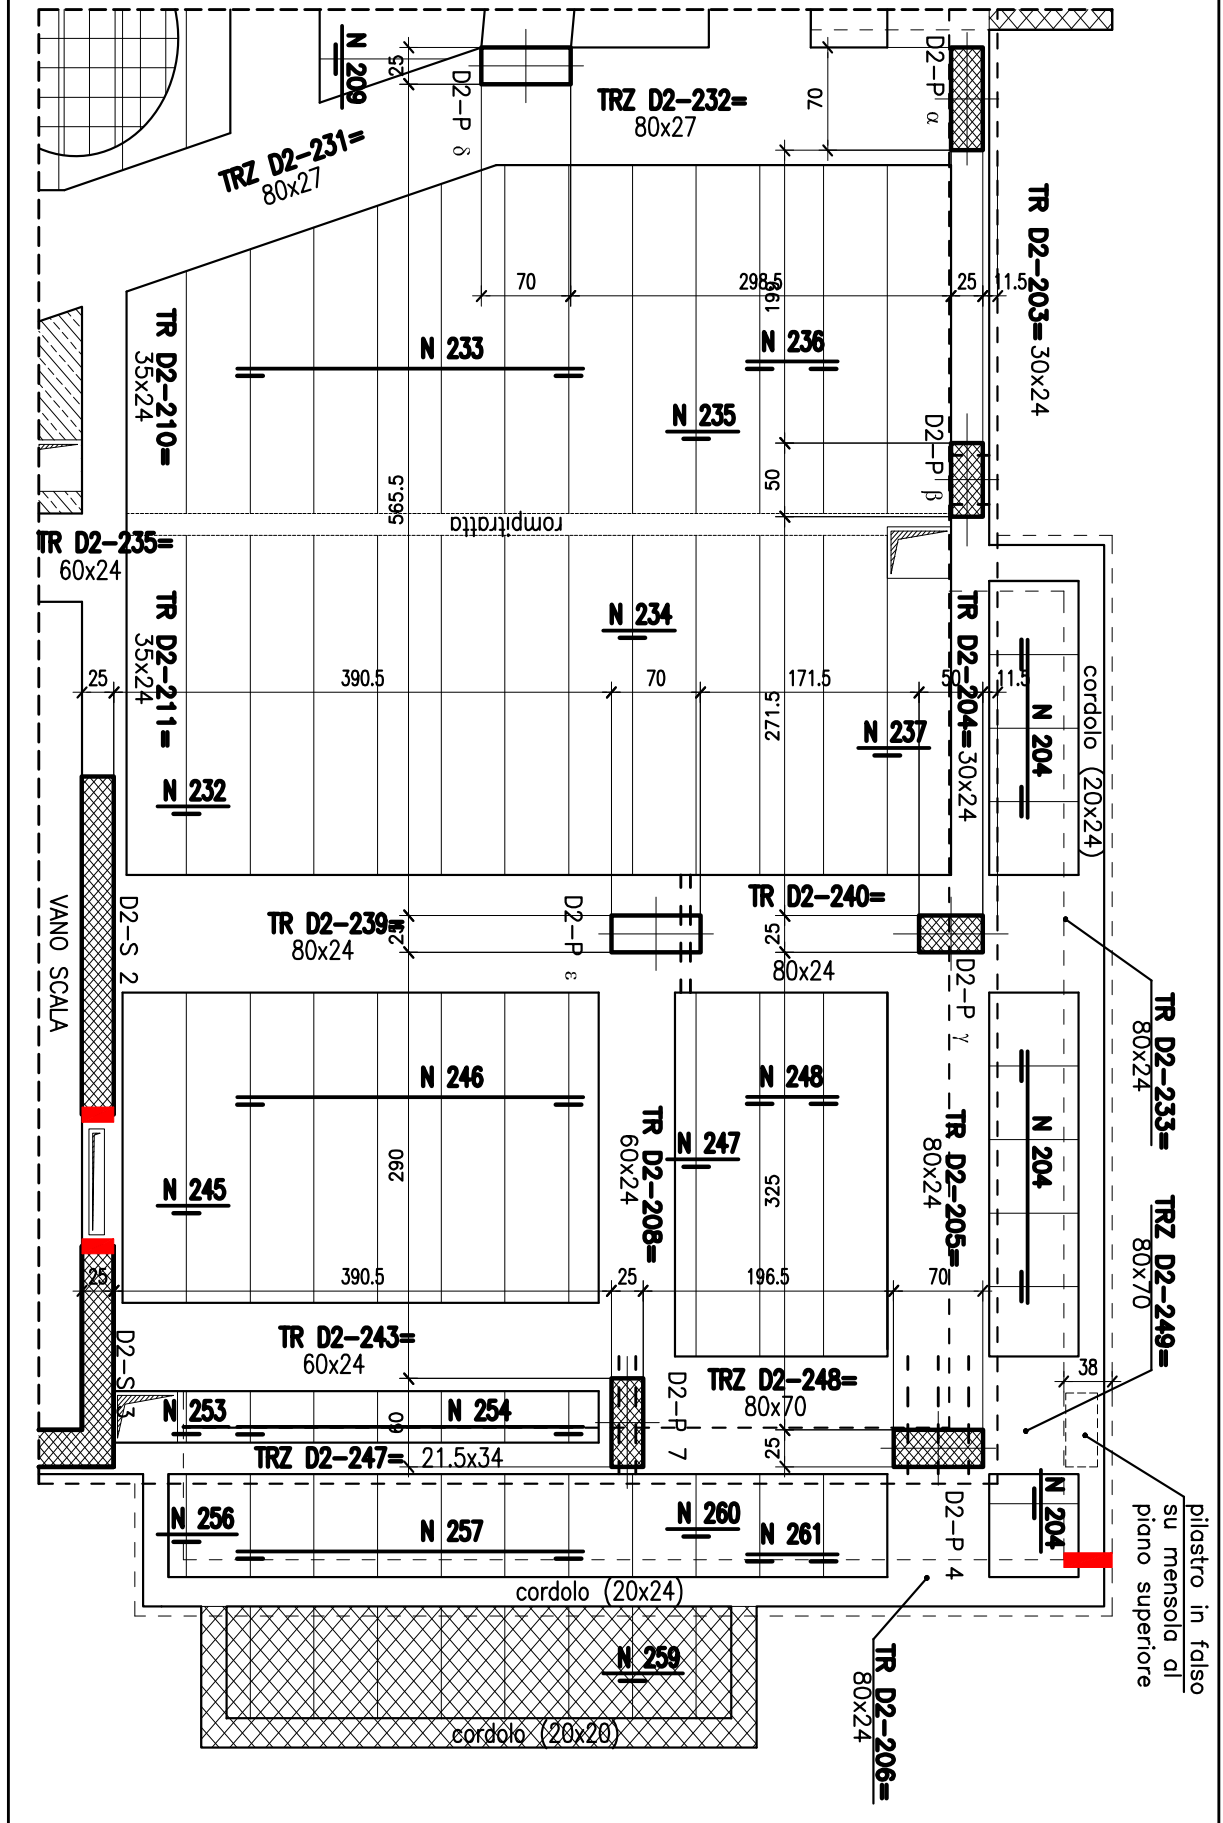 N 209
25
D2-P δ
TRZ D2-232=
80x27
70
D2-P α
TRZ D2-231=
80x27
TR D2-203= 30x24
70
298.5
25
11.5
169.1
TR D2-210=
35x24
N 233
N 236
N 235
D2-P β
50
565.5
rompitratta
TR D2-235=
60x24
TR D2-211=
35x24
N 234
TR D2-204= 30x24
N 204
cordolo (20x24)
25
390.5
70
171.5
50
11.5
271.5
N 237
N 232
VANO SCALA
D2-S 2
TR D2-239=
80x24
25
D2-P ε
TR D2-240=
80x24
25
D2-P γ
TR D2-233=
80x24
N 246
N 248
TR D2-208=
60x24
N 247
TR D2-205=
80x24
N 204
290
325
N 245
TRZ D2-249=
80x70
25
390.5
25
196.5
70
D2-S 3
TR D2-243=
60x24
38
N 253
N 254
60
D2-P 7
TRZ D2-248=
80x70
25
TRZ D2-247= 21.5x34
D2-P 4
N 204
pilastro in falso
su mensola al
piano superiore
N 256
N 257
N 260
N 261
cordolo (20x24)
N 259
cordolo (20x20)
TR D2-206=
80x24